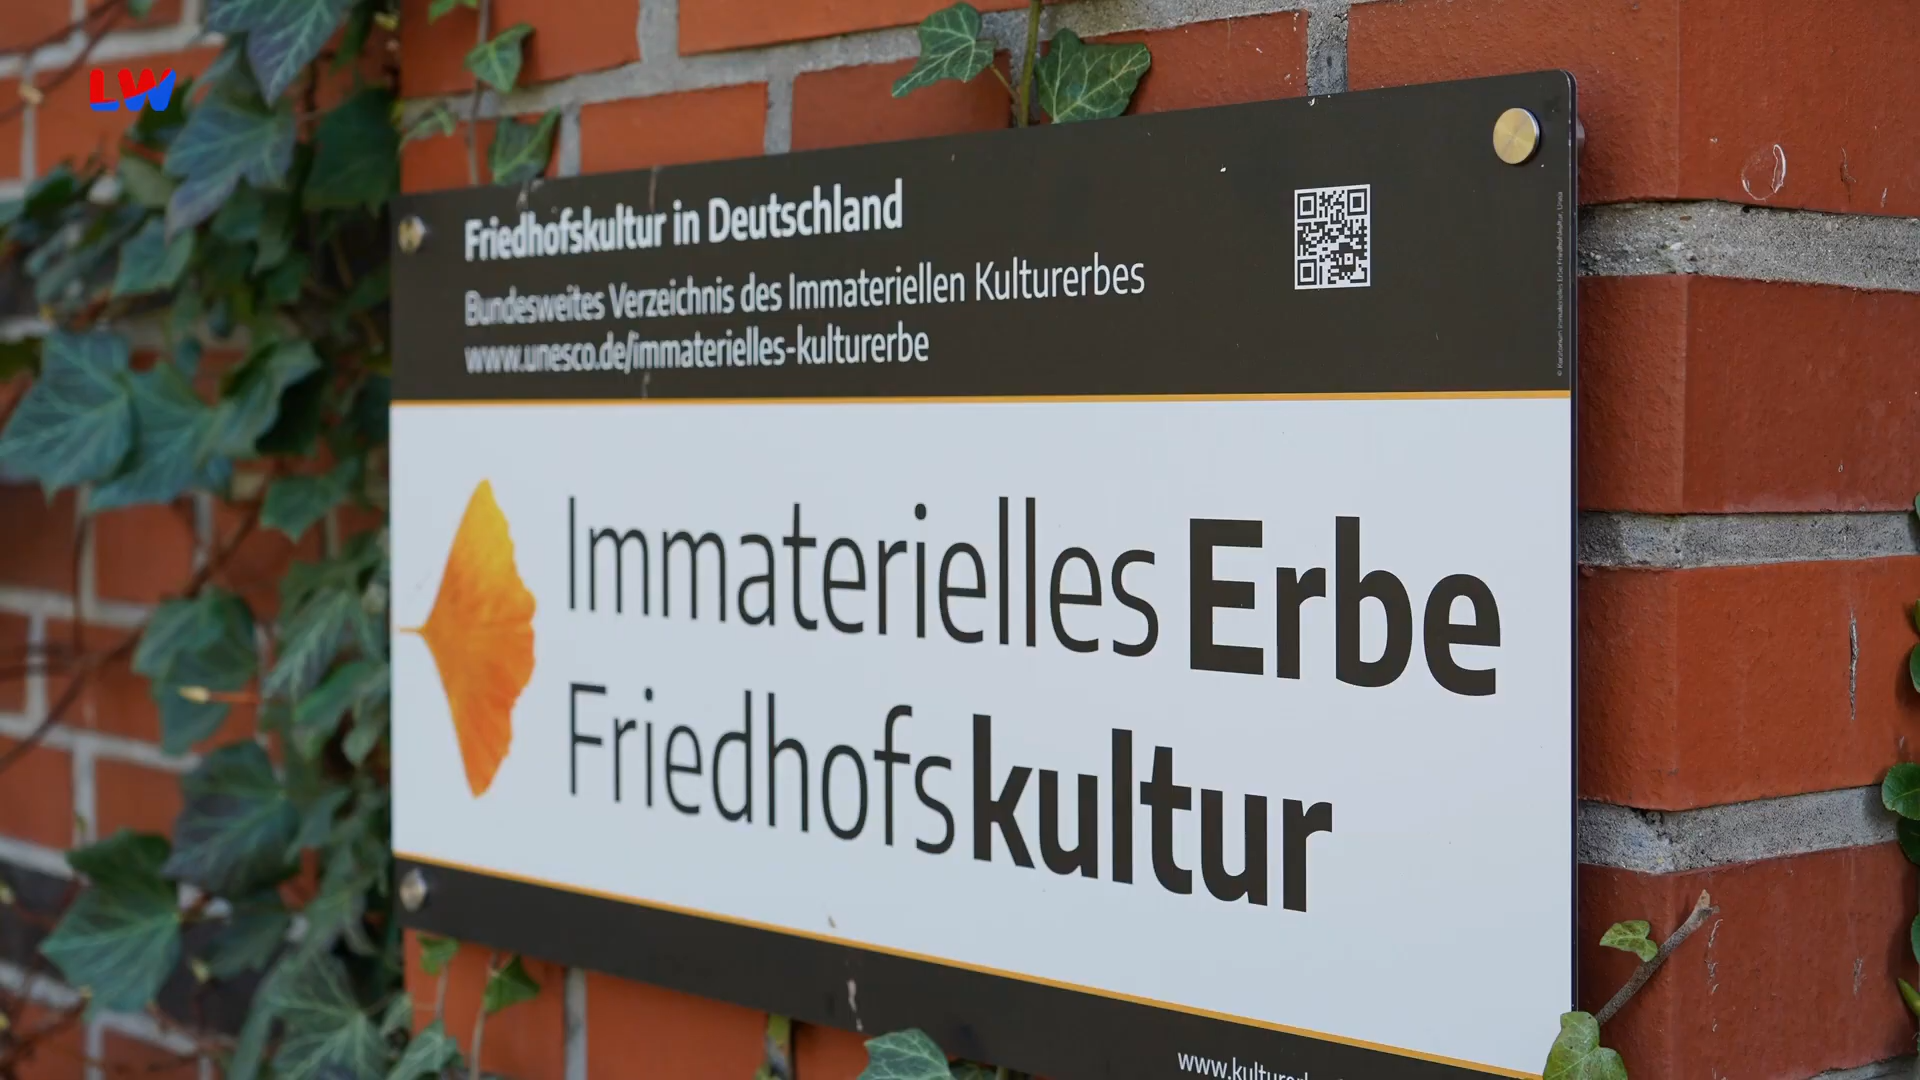 LW
Friedhofskultur in Deutschland
Bundesweites Verzeichnis des Immateriellen Kulturerbes
www.unesco.de/immaterielles-kulturerbe
Immaterielles Erbe
Friedhofskultur